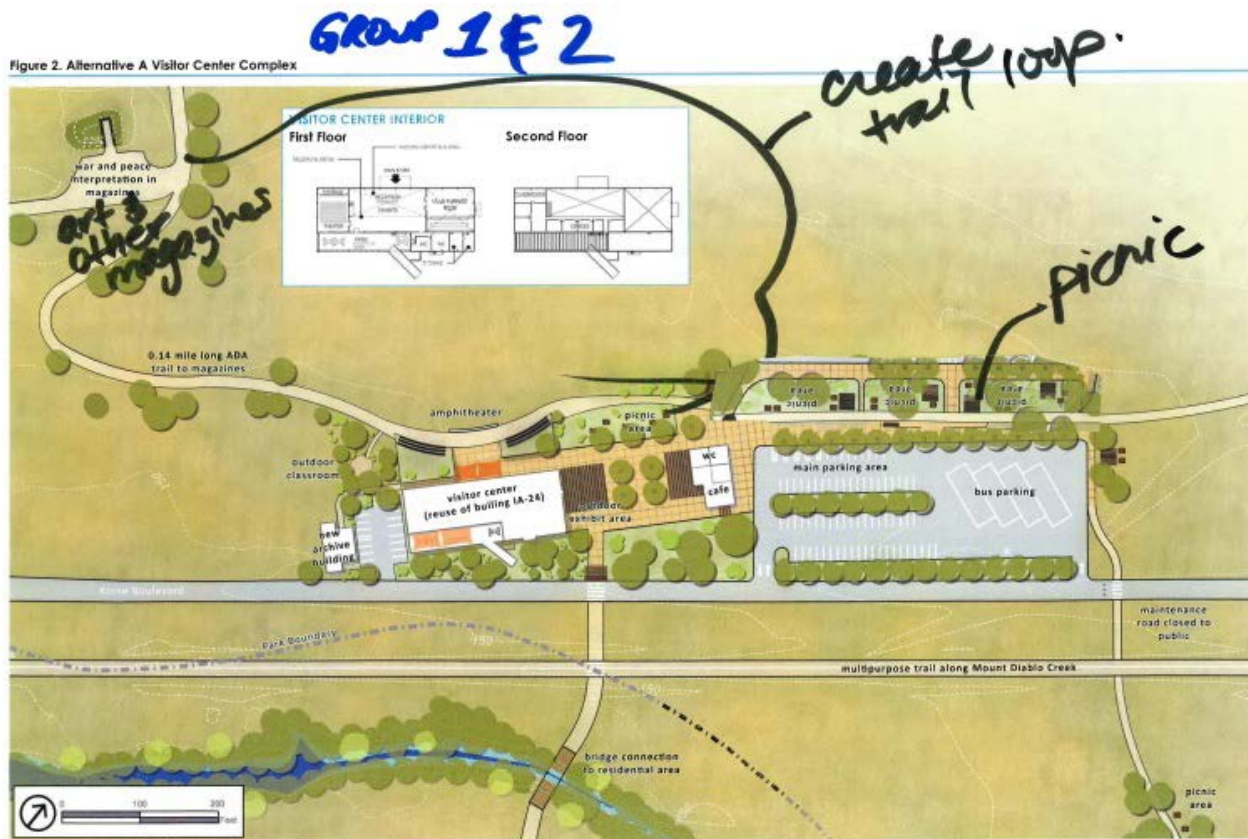 GROUP 1 & 2
Figure 2. Alternative A Visitor Center Complex
create
trail loop.
VISITOR CENTER INTERIOR
First Floor
Second Floor
war and peace
interpretation in
magazines
art &
other
magazines
picnic
0.14 mile long ADA
trail to magazines
amphitheater
picnic
area
picnic
area
picnic
area
picnic
area
outdoor
classroom
visitor center
(reuse of builing IA-24)
wc
cafe
main parking area
bus parking
outdoor
exhibit area
new
archive
building
Kinne Boulevard
maintenance
road closed to
public
Park Boundary
multipurpose trail along Mount Diablo Creek
bridge connection
to residential area
picnic
area
0 100 200
Feet